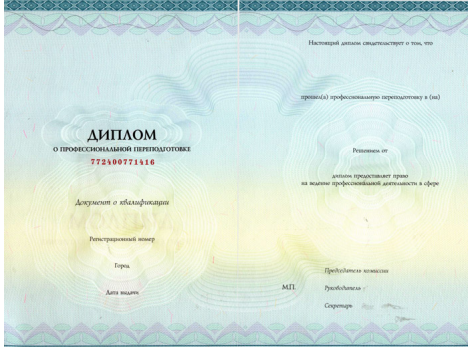 ДИПЛОМ
О ПРОФЕССИОНАЛЬНОЙ ПЕРЕПОДГОТОВКЕ
772400771416
Документ о квалификации
Регистрационный номер
Город
Дата выдачи
Настоящий диплом свидетельствует о том, что
прошел(а) профессиональную переподготовку в (на)
Решением от
диплом предоставляет право
на ведение профессиональной деятельности в сфере
Председатель комиссии
М.П.
Руководитель
Секретарь